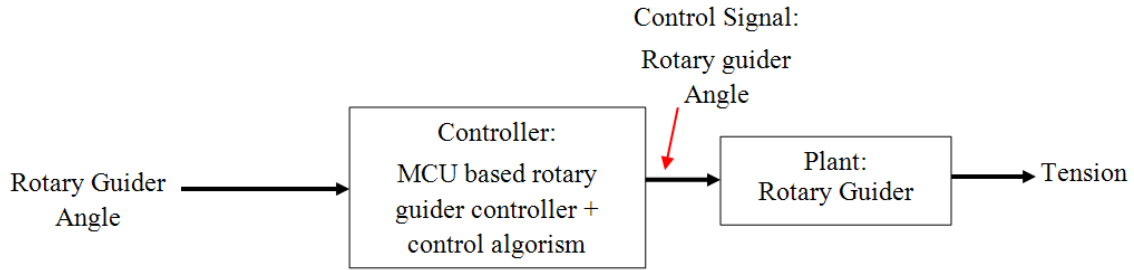 Control Signal:
Rotary guider
Angle
Controller:
MCU based rotary
guider controller +
control algorism
Rotary Guider
Angle
Plant:
Rotary Guider
Tension